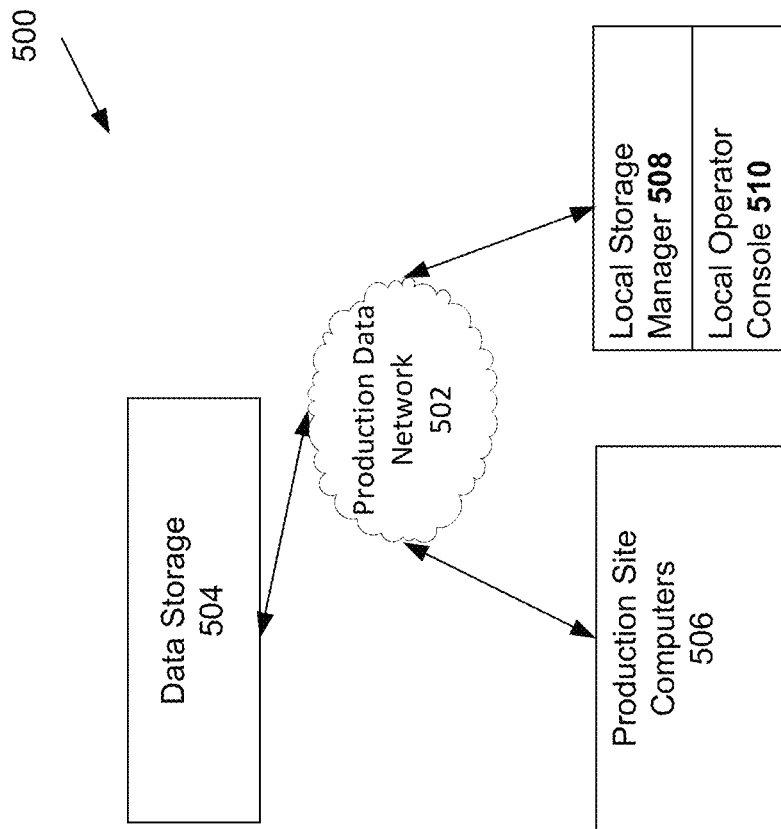 500
Data Storage
504
Production Data
Network
502
Production Site
Computers
506
Local Storage
Manager 508
Local Operator
Console 510